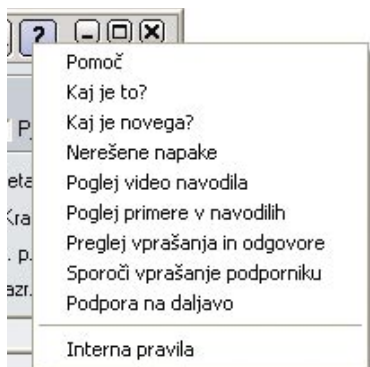 ?
Pomoč
Kaj je to?
Kaj je novega?
Nerešene napake
Poglej video navodila
Poglej primere v navodilih
Preglej vprašanja in odgovore
Sporoči vprašanje podporniku
Podpora na daljavo
Interna pravila